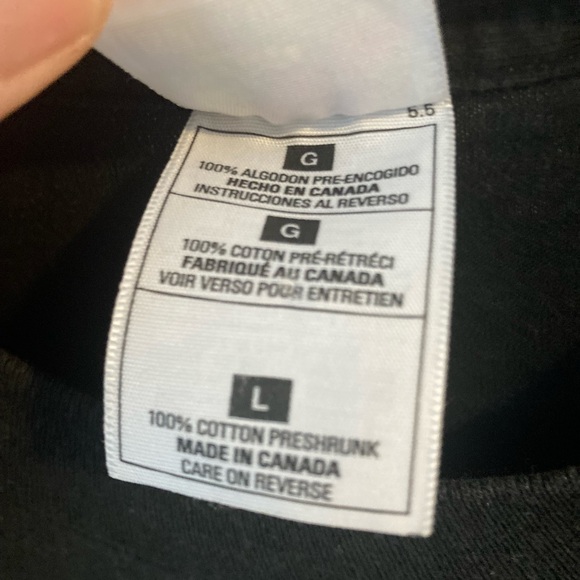 5.5
G
100% ALGODON PRE-ENCOGIDO
HECHO EN CANADA
INSTRUCCIONES AL REVERSO
G
100% COTON PRÉ-RÉTRÉCI
FABRIQUÉ AU CANADA
VOIR VERSO POUR ENTRETIEN
L
100% COTTON PRESHRUNK
MADE IN CANADA
CARE ON REVERSE